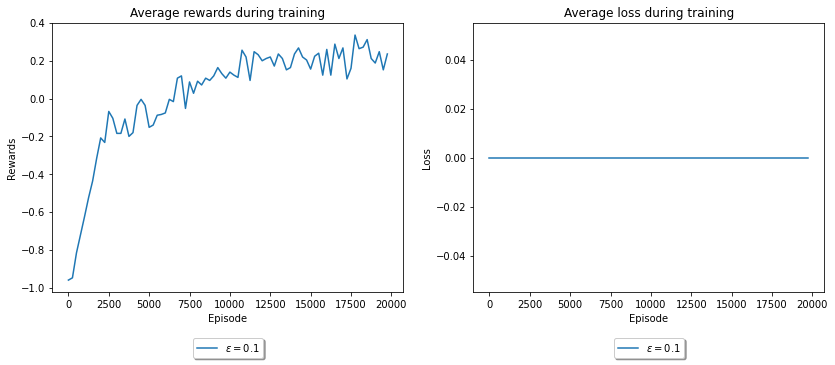 Average rewards during training
Rewards
0.4
0.2
0.0
−0.2
−0.4
−0.6
−0.8
−1.0
0 2500 5000 7500 10000 12500 15000 17500 20000
Episode
ε = 0.1
Average loss during training
Loss
0.04
0.02
0.00
−0.02
−0.04
0 2500 5000 7500 10000 12500 15000 17500 20000
Episode
ε = 0.1